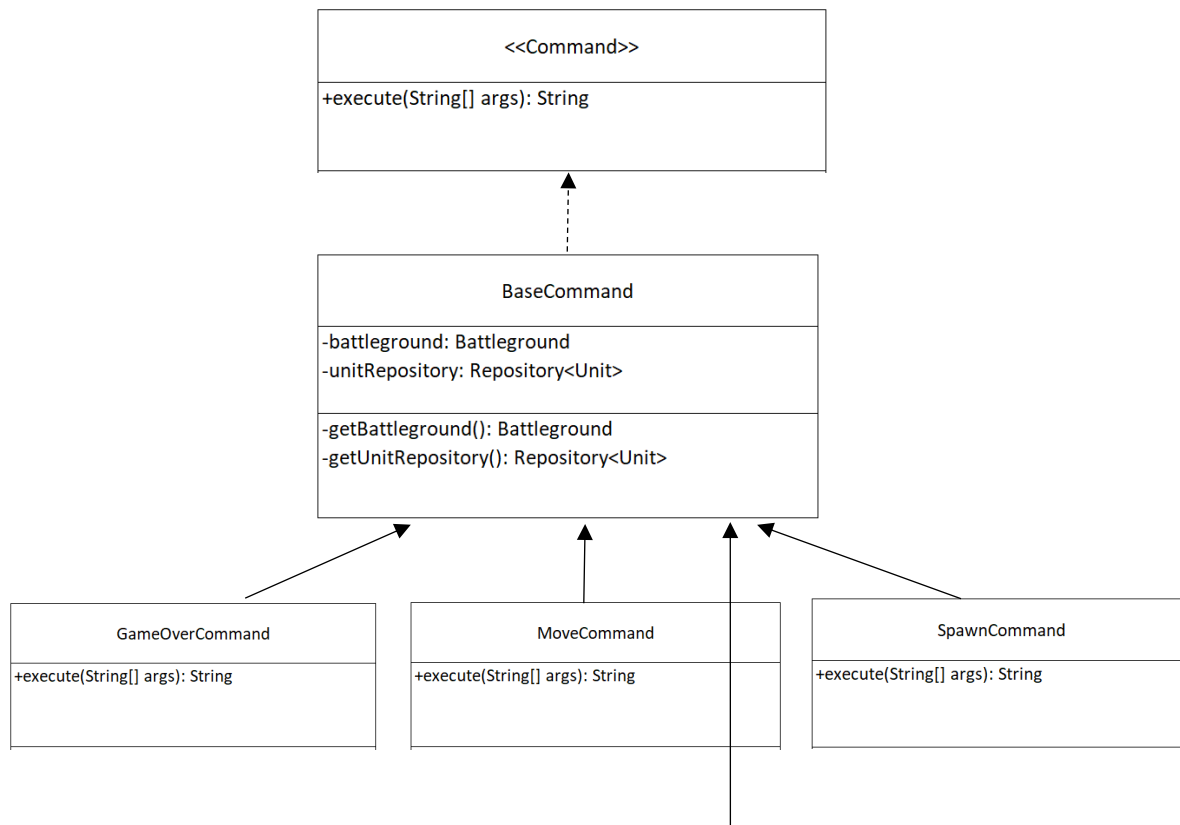 <<Command>>
+execute(String[] args): String
BaseCommand
-battleground: Battleground
-unitRepository: Repository<Unit>
-getBattleground(): Battleground
-getUnitRepository(): Repository<Unit>
GameOverCommand
+execute(String[] args): String
MoveCommand
+execute(String[] args): String
SpawnCommand
+execute(String[] args): String